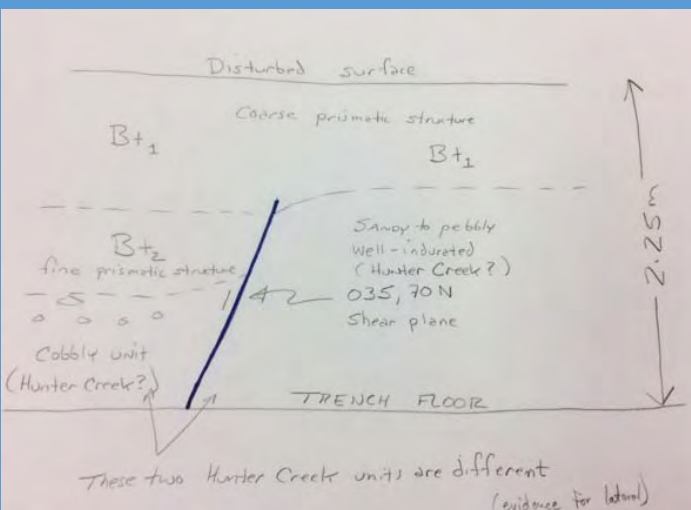 Disturbed surface
Coarse prismatic structure
Bt1
Bt1
2.25m
Bt2
fine prismatic structure
Sandy to pebbly
Well-indurated
(Hunter Creek?)
035, 70N
Shear plane
Cobbly unit
(Hunter Creek?)
TRENCH FLOOR
These two Hunter Creek units are different
(evidence for lateral)